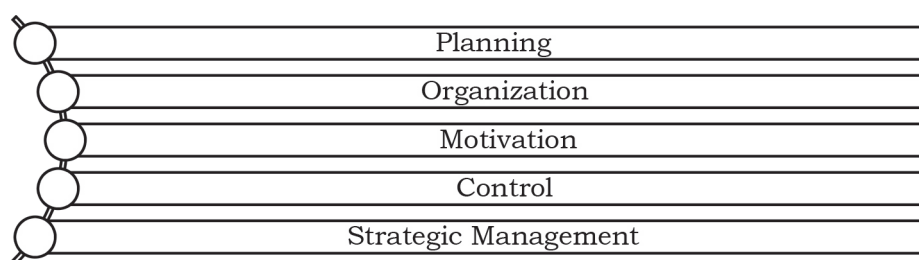 Planning
Organization
Motivation
Control
Strategic Management